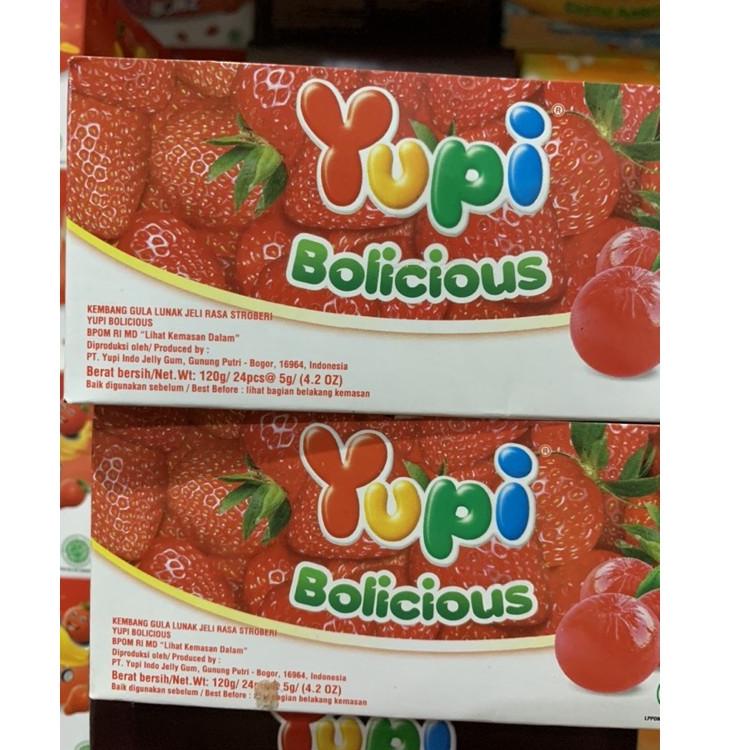 Yupi®
Bolicious
KEMBANG GULA LUNAK JELI RASA STROBERI
YUPI BOLICIOUS
BPOM RI MD "Lihat Kemasan Dalam"
Diproduksi oleh/ Produced by :
PT. Yupi Indo Jelly Gum, Gunung Putri - Bogor, 16964, Indonesia
Berat bersih/Net.Wt: 120g/ 24pcs@ 5g/ (4.2 OZ)
Baik digunakan sebelum / Best Before : lihat bagian belakang kemasan
Yupi®
Bolicious
KEMBANG GULA LUNAK JELI RASA STROBERI
YUPI BOLICIOUS
BPOM RI MD "Lihat Kemasan Dalam"
Diproduksi oleh/ Produced by :
PT. Yupi Indo Jelly Gum, Gunung Putri - Bogor, 16964, Indonesia
Berat bersih/Net.Wt: 120g/ 5g/ (4.2 OZ)
Baik digunakan sebelum / Best Before : belakang kemasan
Yupi